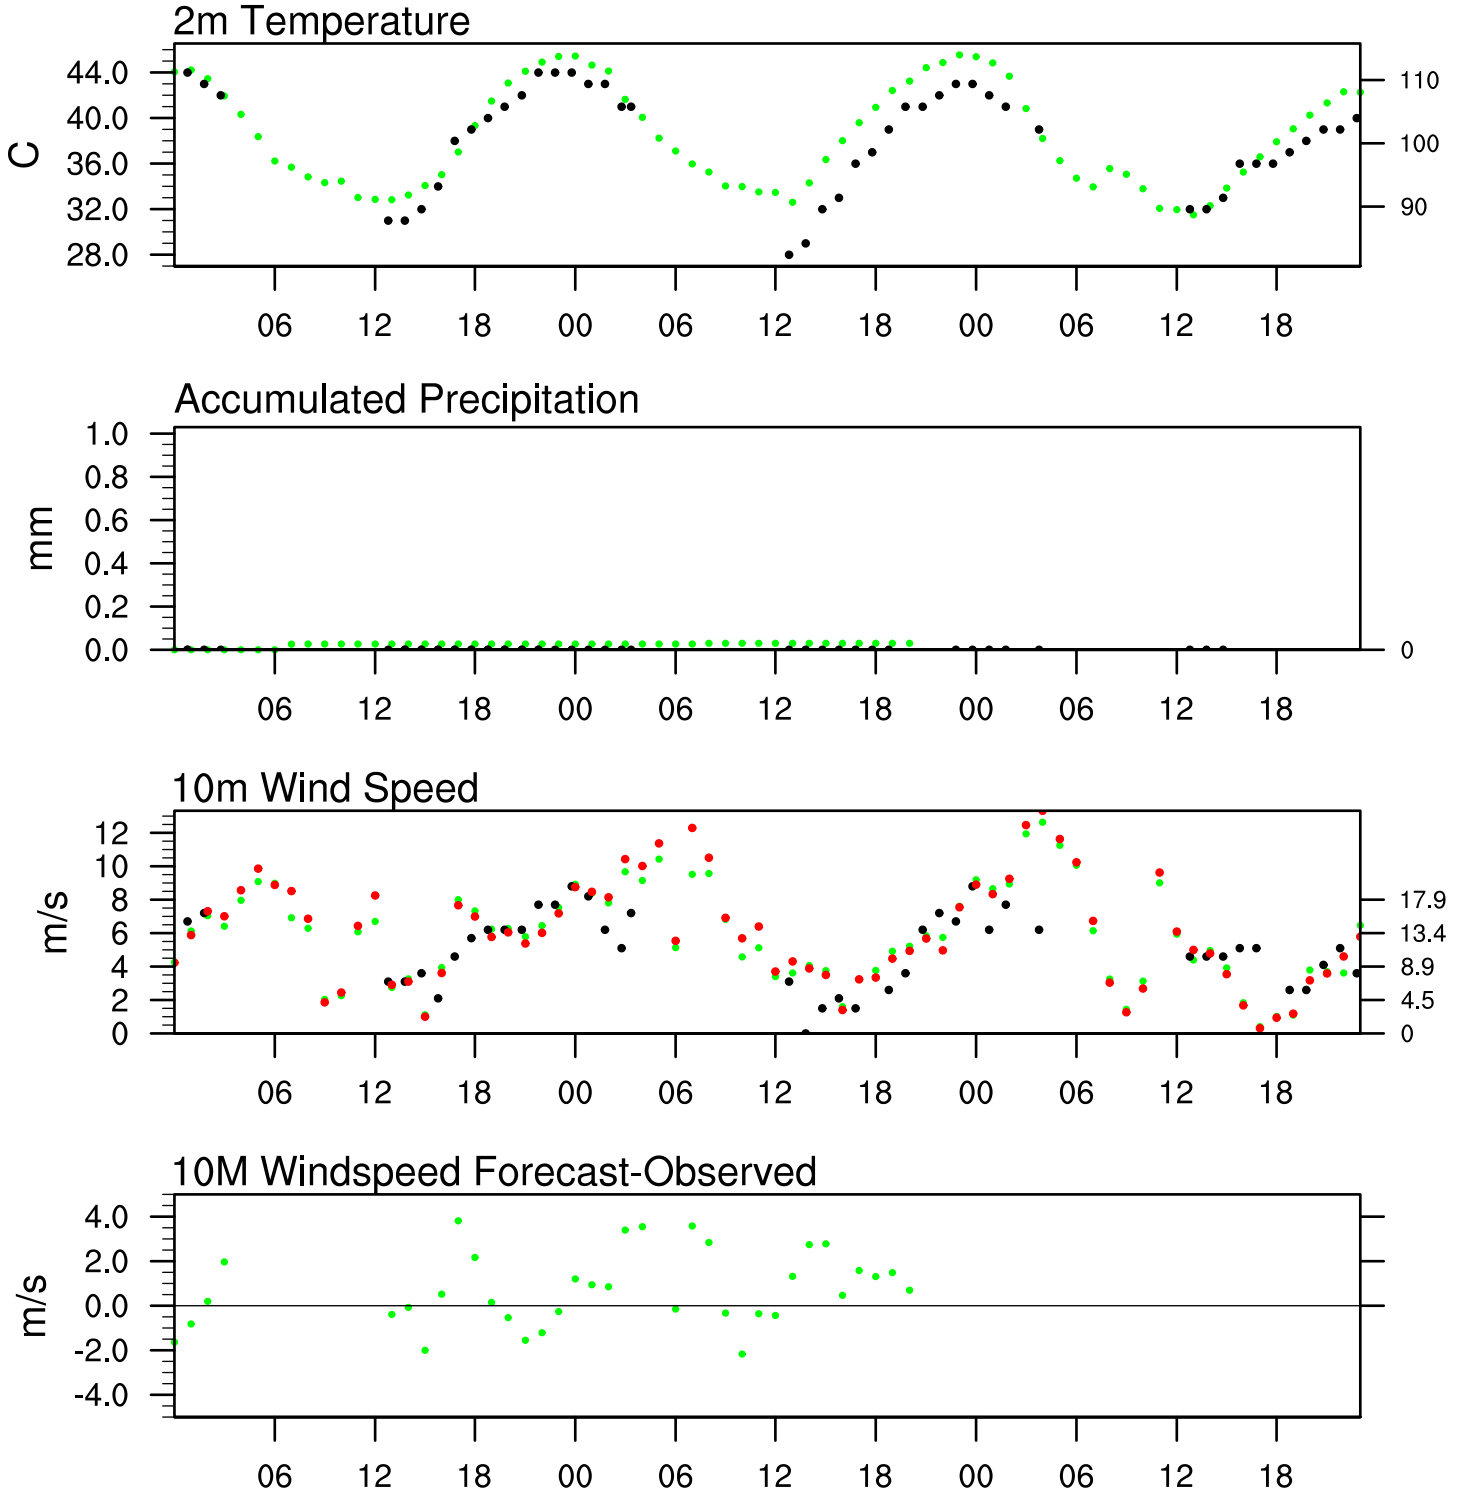 2m Temperature
44.0
40.0
36.0
32.0
28.0
C
110
100
90
06 12 18 00 06 12 18 00 06 12 18
Accumulated Precipitation
1.0
0.8
0.6
0.4
0.2
0.0
mm
0
06 12 18 00 06 12 18 00 06 12 18
10m Wind Speed
12
10
8
6
4
2
0
m/s
17.9
13.4
8.9
4.5
0
06 12 18 00 06 12 18 00 06 12 18
10M Windspeed Forecast-Observed
4.0
2.0
0.0
-2.0
-4.0
m/s
06 12 18 00 06 12 18 00 06 12 18